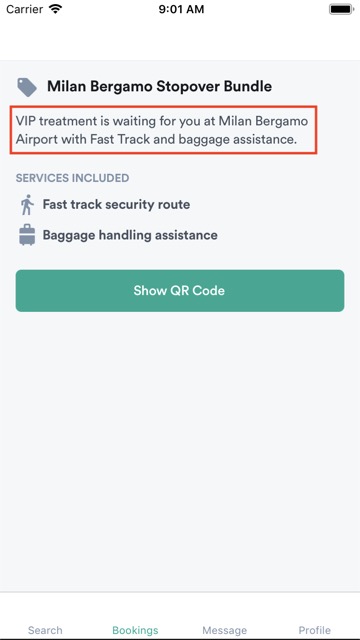 Carrier 9:01 AM
Milan Bergamo Stopover Bundle
VIP treatment is waiting for you at Milan Bergamo
Airport with Fast Track and baggage assistance.
SERVICES INCLUDED
Fast track security route
Baggage handling assistance
Show QR Code
Search Bookings Message Profile